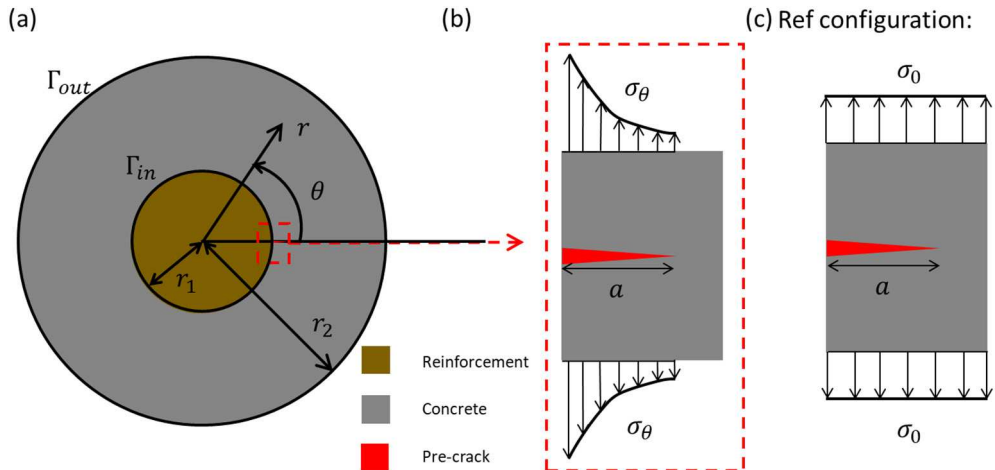 (a)
Γout
Γin
r
θ
r1
r2
Reinforcement
Concrete
Pre-crack
(b)
σθ
a
σθ
(c) Ref configuration:
σ0
a
σ0